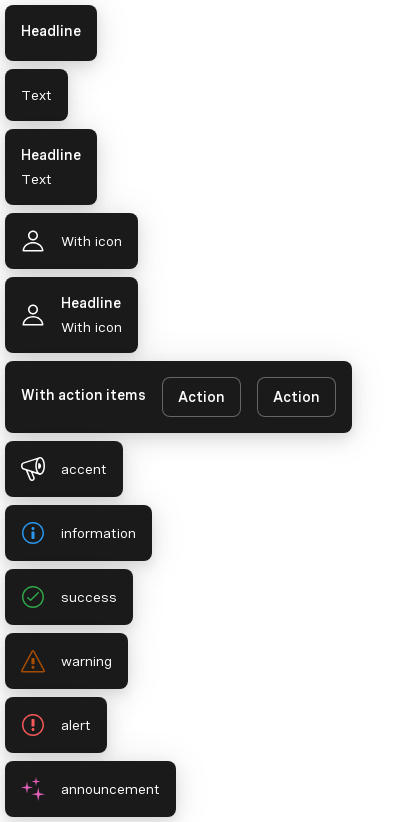 Headline
Text
Headline
Text
With icon
Headline
With icon
With action items Action Action
accent
information
success
warning
alert
announcement